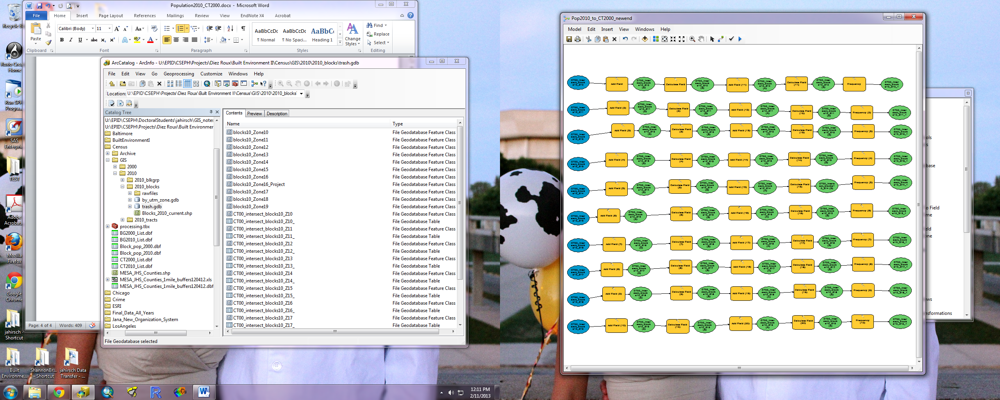 Population2010_CT2000.docx - Microsoft Word
File Home Insert Page Layout References Mailings Review View EndNote X4 Acrobat
Calibri (Body) 11
Paste
Clipboard Font Paragraph Styles Editing
AaBbCcDc AaBbCcDc AaBbC
¶ Normal ¶ No Spaci... Heading 1
Change Styles
Find
Replace
Select
Page: 4 of 4 Words: 409
ArcCatalog - ArcInfo - U:\EPID\CSEPH\Projects\Diez Roux\Built Environment II\Census\GIS\2010\2010_blocks\trash.gdb
File Edit View Go Geoprocessing Customize Windows Help
Location: U:\EPID\CSEPH\Projects\Diez Roux\Built Environment II\Census\GIS\2010\2010_blocks\
Catalog Tree
U:\EPID\CSEPH\DoctoralStudents\jahirsch\GIS_notes
U:\EPID\CSEPH\Projects\Diez Roux\Built Environmer
Baltimore
BuiltEnvironmentI
Census
Archive
GIS
2000
2010
2010_blkgrp
2010_blocks
rawfiles
by_utm_zone.gdb
trash.gdb
Blocks_2010_current.shp
2010_tracts
processing.tbx
BG2000_List.dbf
BG2010_List.dbf
Block_pop_2000.dbf
Block_pop_2010.dbf
CT2000_List.dbf
CT2010_List.dbf
MESA_JHS_Counties.shp
MESA_JHS_Counties_1mile_buffers120412.xls
MESA_JHS_Counties_1mile_buffers120412.dbf
Chicago
Crime
ESRI
Final_Data_All_Years
Jana_New_Organization_System
LosAngeles
Contents Preview Description
Name Type
blocks10_Zone10 File Geodatabase Feature Class
blocks10_Zone11 File Geodatabase Feature Class
blocks10_Zone12 File Geodatabase Feature Class
blocks10_Zone13 File Geodatabase Feature Class
blocks10_Zone14 File Geodatabase Feature Class
blocks10_Zone15 File Geodatabase Feature Class
blocks10_Zone16 File Geodatabase Feature Class
blocks10_Zone16_Project File Geodatabase Feature Class
blocks10_Zone17 File Geodatabase Feature Class
blocks10_Zone18 File Geodatabase Feature Class
blocks10_Zone19 File Geodatabase Feature Class
CT00_intersect_blocks10_Z10 File Geodatabase Feature Class
CT00_intersect_blocks10_Z10_ File Geodatabase Table
CT00_intersect_blocks10_Z11 File Geodatabase Feature Class
CT00_intersect_blocks10_Z11_ File Geodatabase Table
CT00_intersect_blocks10_Z12 File Geodatabase Feature Class
CT00_intersect_blocks10_Z12_ File Geodatabase Table
CT00_intersect_blocks10_Z13 File Geodatabase Feature Class
CT00_intersect_blocks10_Z13_ File Geodatabase Table
CT00_intersect_blocks10_Z14 File Geodatabase Feature Class
CT00_intersect_blocks10_Z14_ File Geodatabase Table
CT00_intersect_blocks10_Z15 File Geodatabase Feature Class
CT00_intersect_blocks10_Z15_ File Geodatabase Table
CT00_intersect_blocks10_Z16 File Geodatabase Feature Class
CT00_intersect_blocks10_Z16_ File Geodatabase Table
CT00_intersect_blocks10_Z17 File Geodatabase Feature Class
CT00_intersect_blocks10_Z17_ File Geodatabase Table
File Geodatabase selected
Recycle B
Roxio Crea...
Home
Run SPH
Progra...
SAS
Enterpri...
TEST
Adobe
Acrobat...
Mozilla
Firefox
Google
Chrome
jahirsch -
Shortcut
Built
Environme...
ShannonBr...
- Shortcut
jahirsch Data
Transfer - ...
12:11 PM
2/11/2013
Pop2010_to_CT2000_newend
Model Edit Insert View Windows Help
Add Field Calculate Field Add Field (11) Calculate Field (11) Frequency
Add Field (2) Calculate Field (2) Add Field (12) Calculate Field (12) Frequency (2)
Add Field (3) Calculate Field (3) Add Field (13) Calculate Field (13) Frequency (3)
Add Field (4) Calculate Field (4) Add Field (14) Calculate Field (14) Frequency (4)
Add Field (5) Calculate Field (5) Add Field (15) Calculate Field (15) Frequency (5)
Add Field (6) Calculate Field (6) Add Field (16) Calculate Field (16) Frequency (6)
Add Field (7) Calculate Field (7) Add Field (17) Calculate Field (17) Frequency (7)
Add Field (8) Calculate Field (8) Add Field (18) Calculate Field (18) Frequency (8)
Add Field (9) Calculate Field (9) Add Field (19) Calculate Field (19) Frequency (9)
Add Field (10) Calculate Field (10) Add Field (20) Calculate Field (20) Frequency (10)